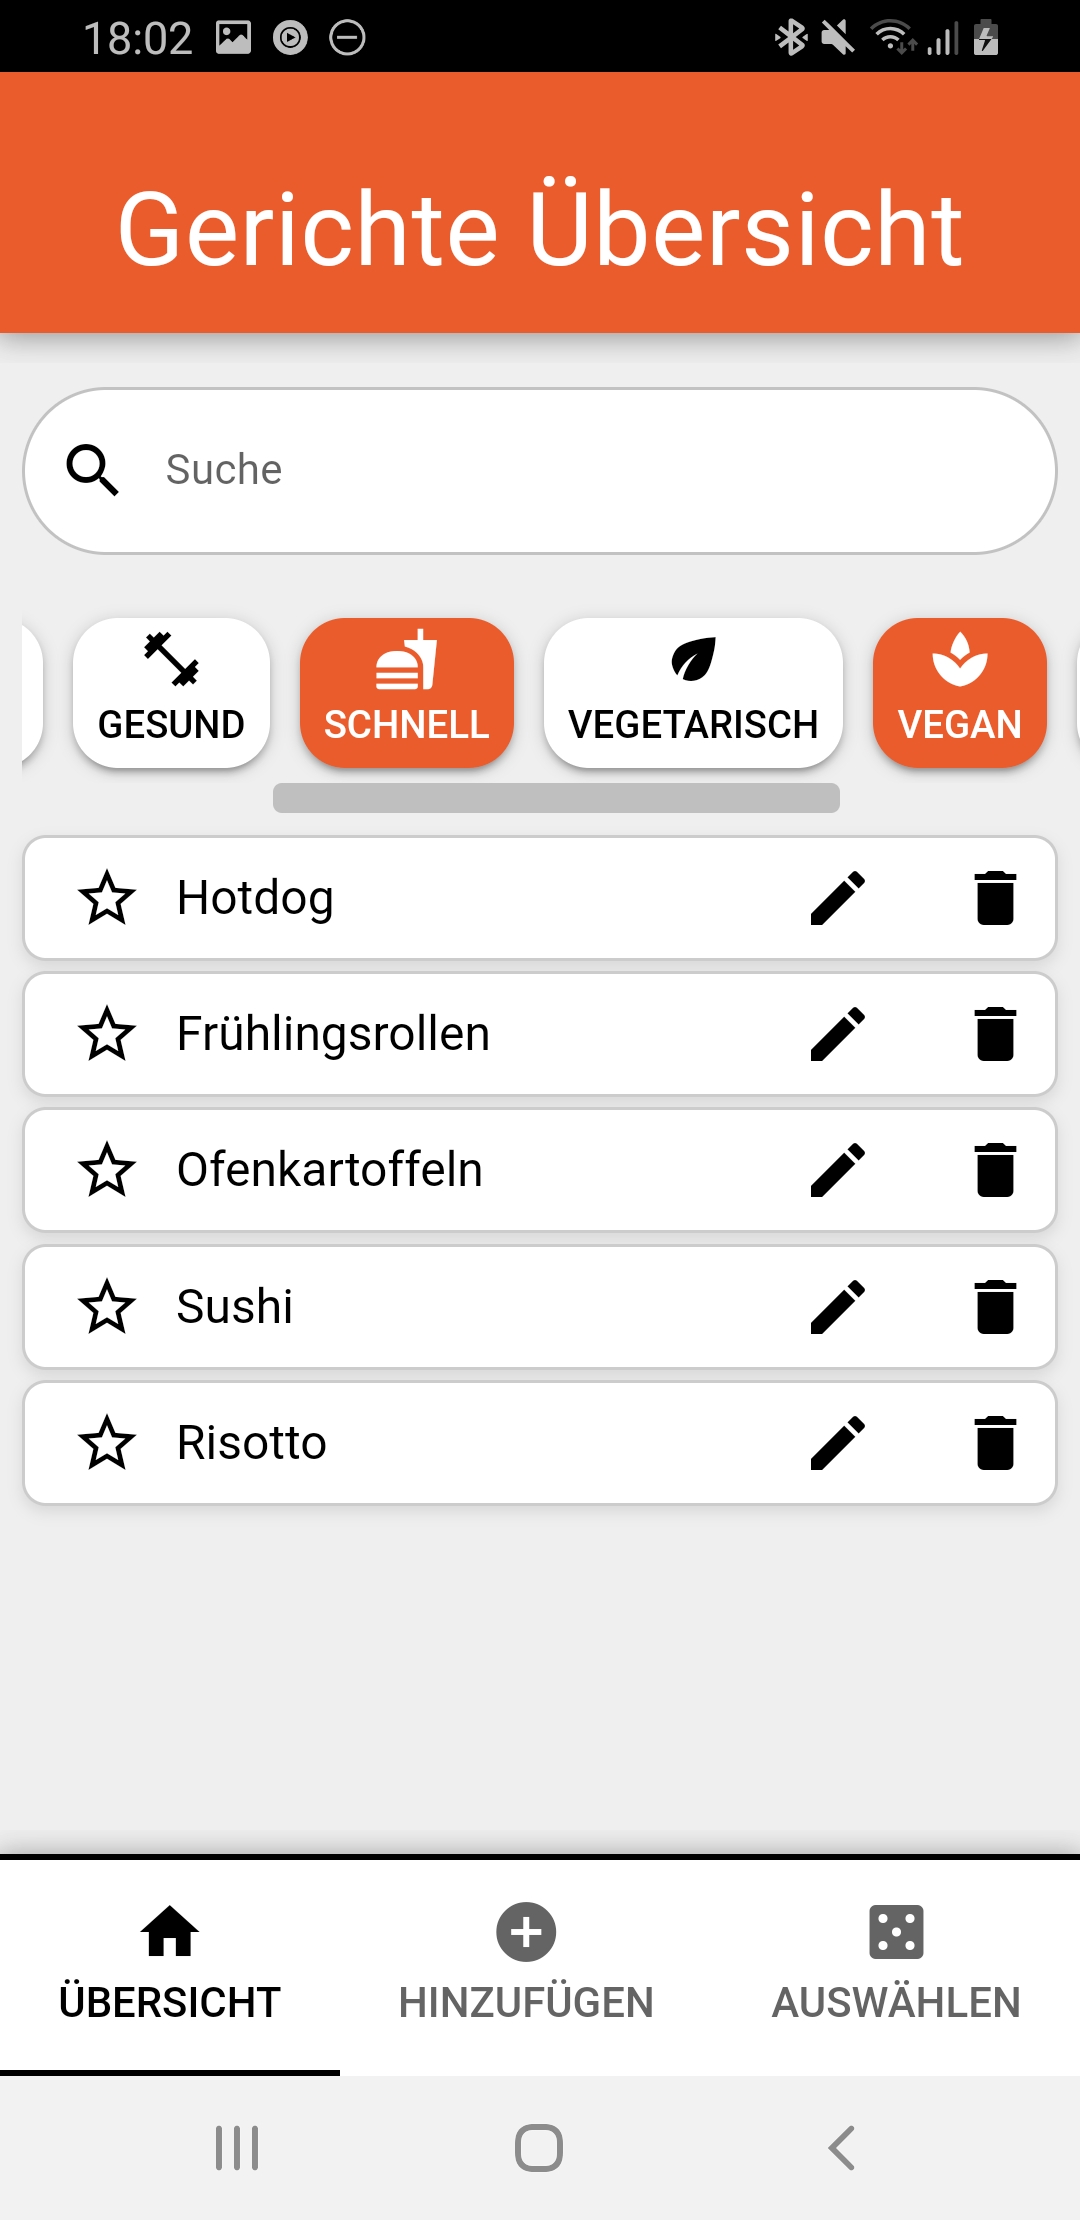 18:02
Gerichte Übersicht
Suche
GESUND SCHNELL VEGETARISCH VEGAN
Hotdog
Frühlingsrollen
Ofenkartoffeln
Sushi
Risotto
ÜBERSICHT HINZUFÜGEN AUSWÄHLEN